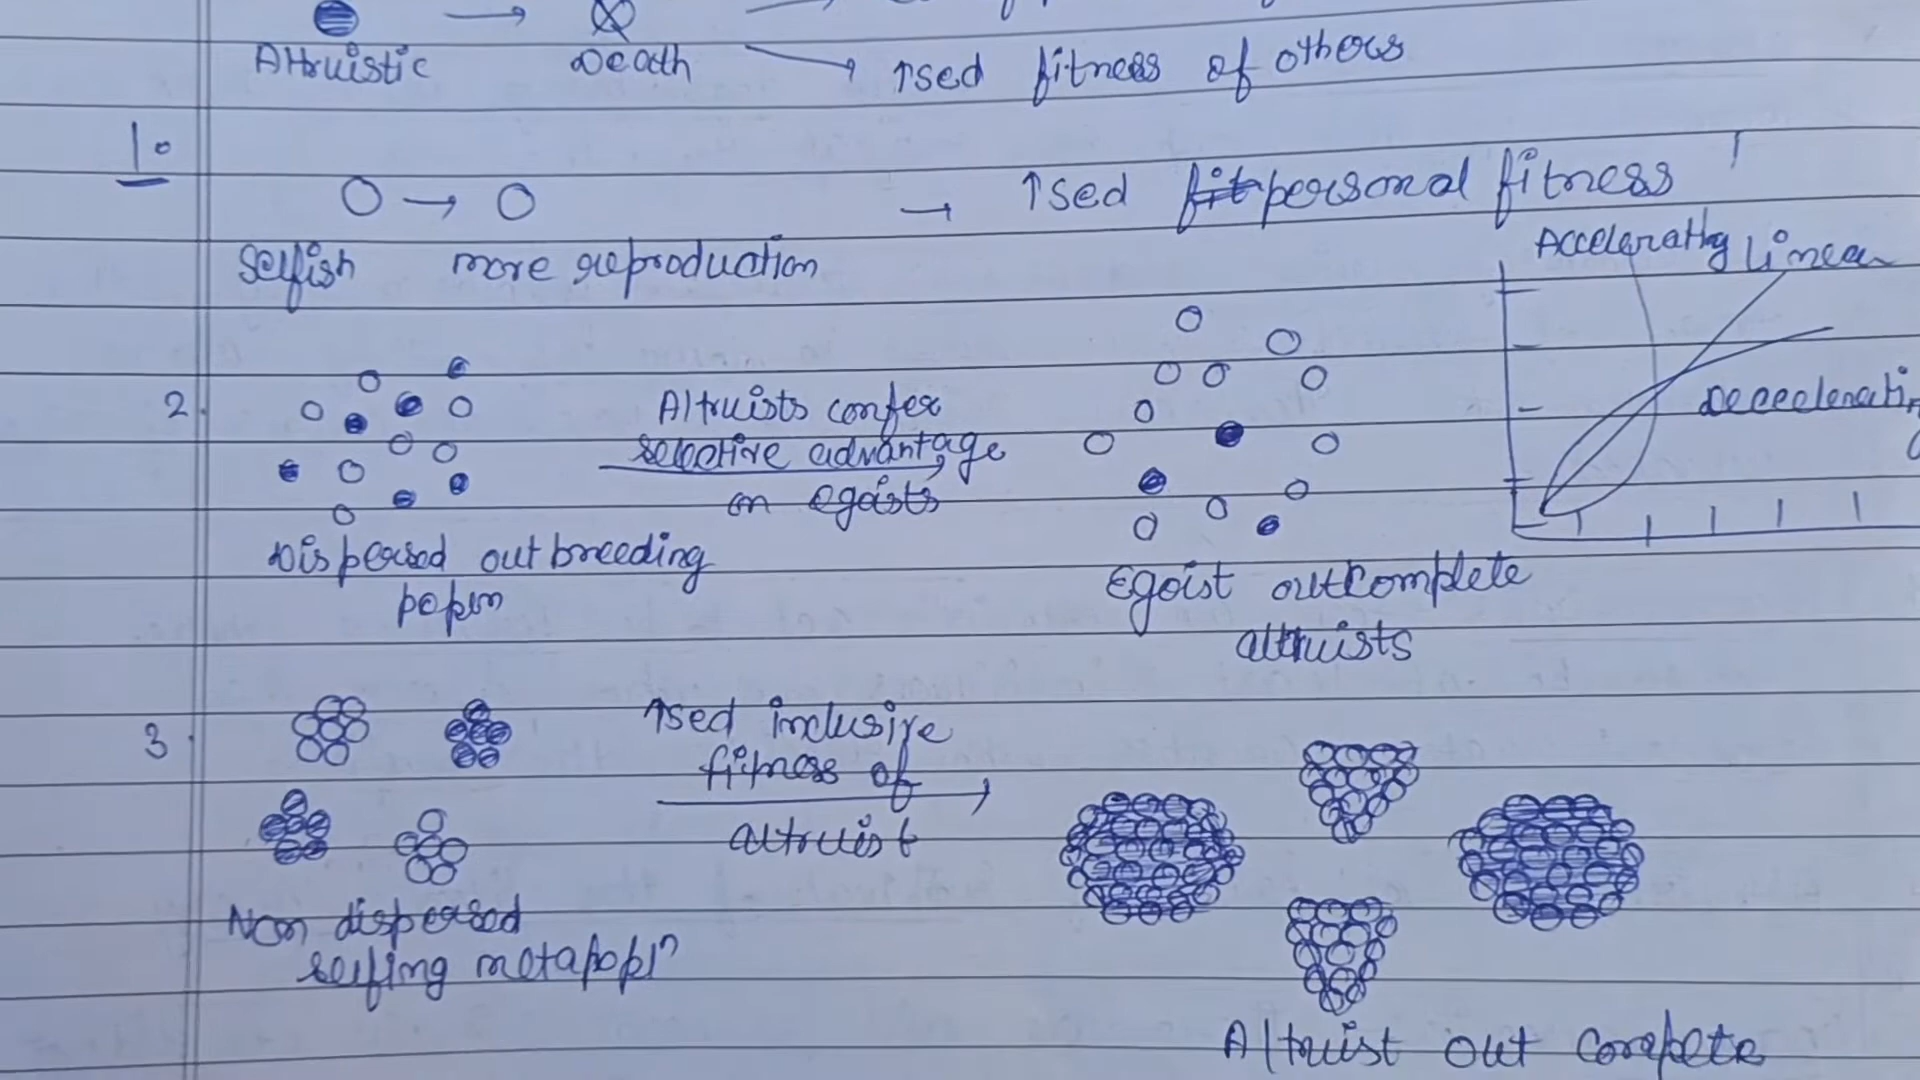 Altruistic Death
↑sed fitness of others
1.
→ ↑sed fit personal fitness
Selfish more reproduction
Accelerating linear
2.
Altruists confer
selective advantage
on egoists
Decelerating
Dispersed outbreeding
popln
Egoist outcomplete
altruists
3.
↑sed inclusive
fitness of
altruist
Non dispersed
selfing metapopln
Altruist out compete